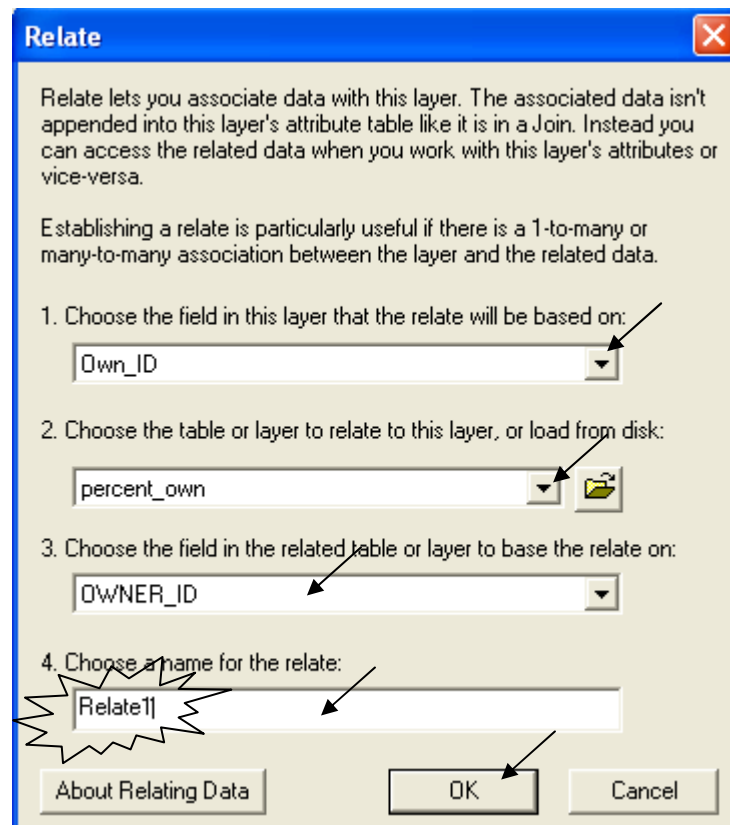 Relate
Relate lets you associate data with this layer. The associated data isn't
appended into this layer's attribute table like it is in a Join. Instead you
can access the related data when you work with this layer's attributes or
vice-versa.
Establishing a relate is particularly useful if there is a 1-to-many or
many-to-many association between the layer and the related data.
1. Choose the field in this layer that the relate will be based on:
Own_ID
2. Choose the table or layer to relate to this layer, or load from disk:
percent_own
3. Choose the field in the related table or layer to base the relate on:
OWNER_ID
4. Choose a name for the relate:
Relate1
About Relating Data OK Cancel